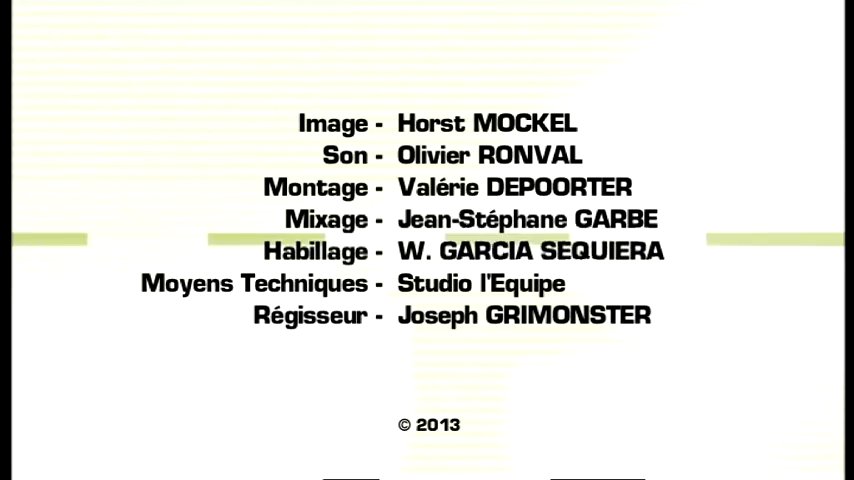 Image - Horst MOCKEL
Son - Olivier RONVAL
Montage - Valérie DEPOORTER
Mixage - Jean-Stéphane GARBE
Habillage - W. GARCIA SEQUIERA
Moyens Techniques - Studio l'Equipe
Régisseur - Joseph GRIMONSTER
© 2013